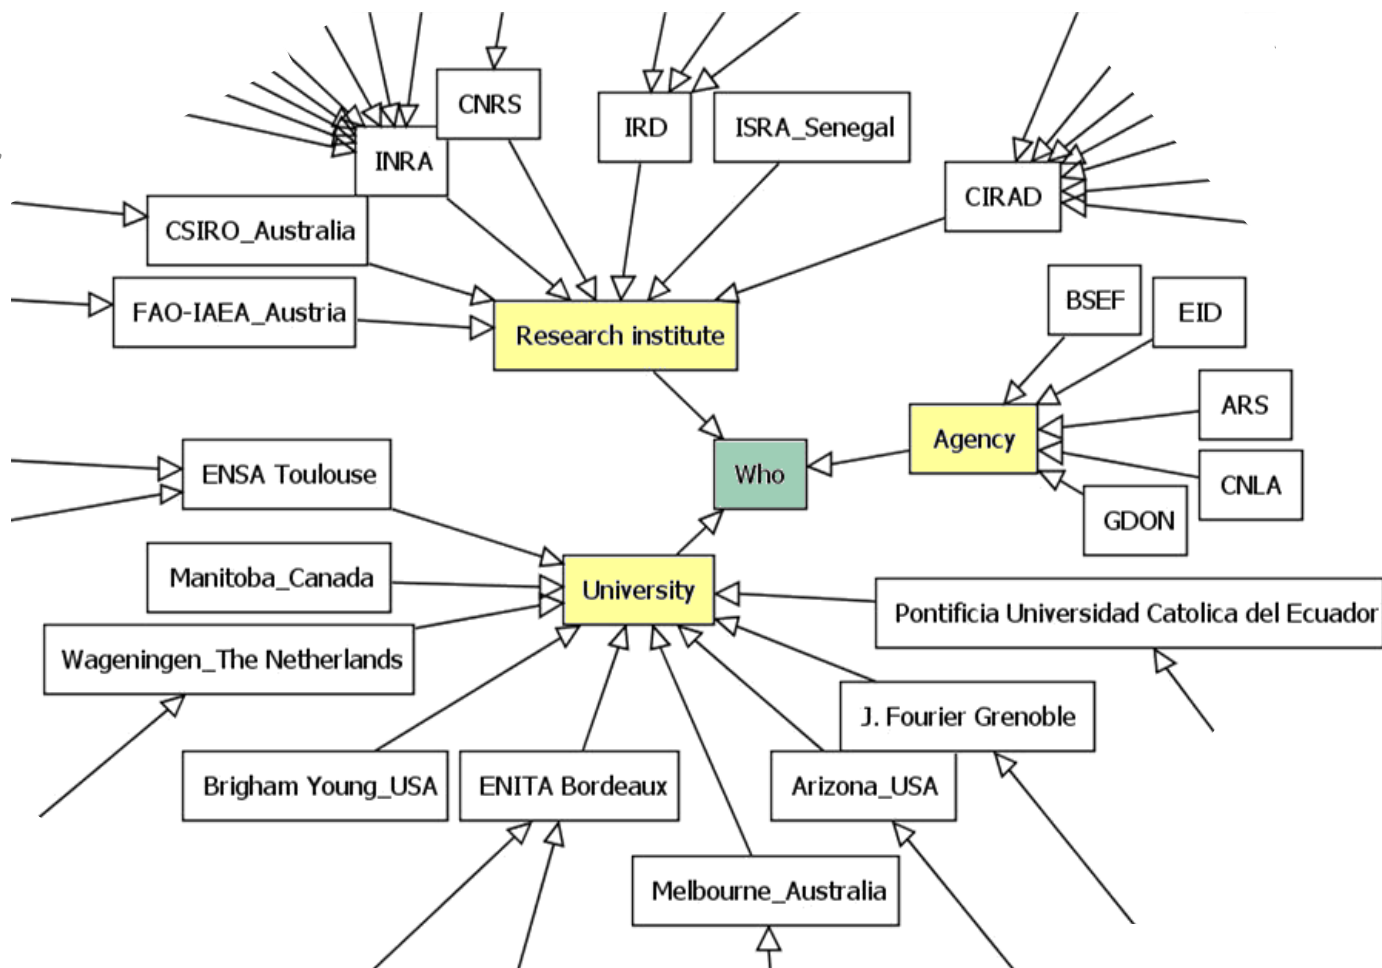 CNRS
IRD
ISRA_Senegal
INRA
CIRAD
CSIRO_Australia
FAO-IAEA_Austria
BSEF
EID
Research institute
ARS
Agency
ENSA Toulouse
Who
CNLA
GDON
Manitoba_Canada
University
Pontificia Universidad Catolica del Ecuador
Wageningen_The Netherlands
J. Fourier Grenoble
Brigham Young_USA
ENITA Bordeaux
Arizona_USA
Melbourne_Australia